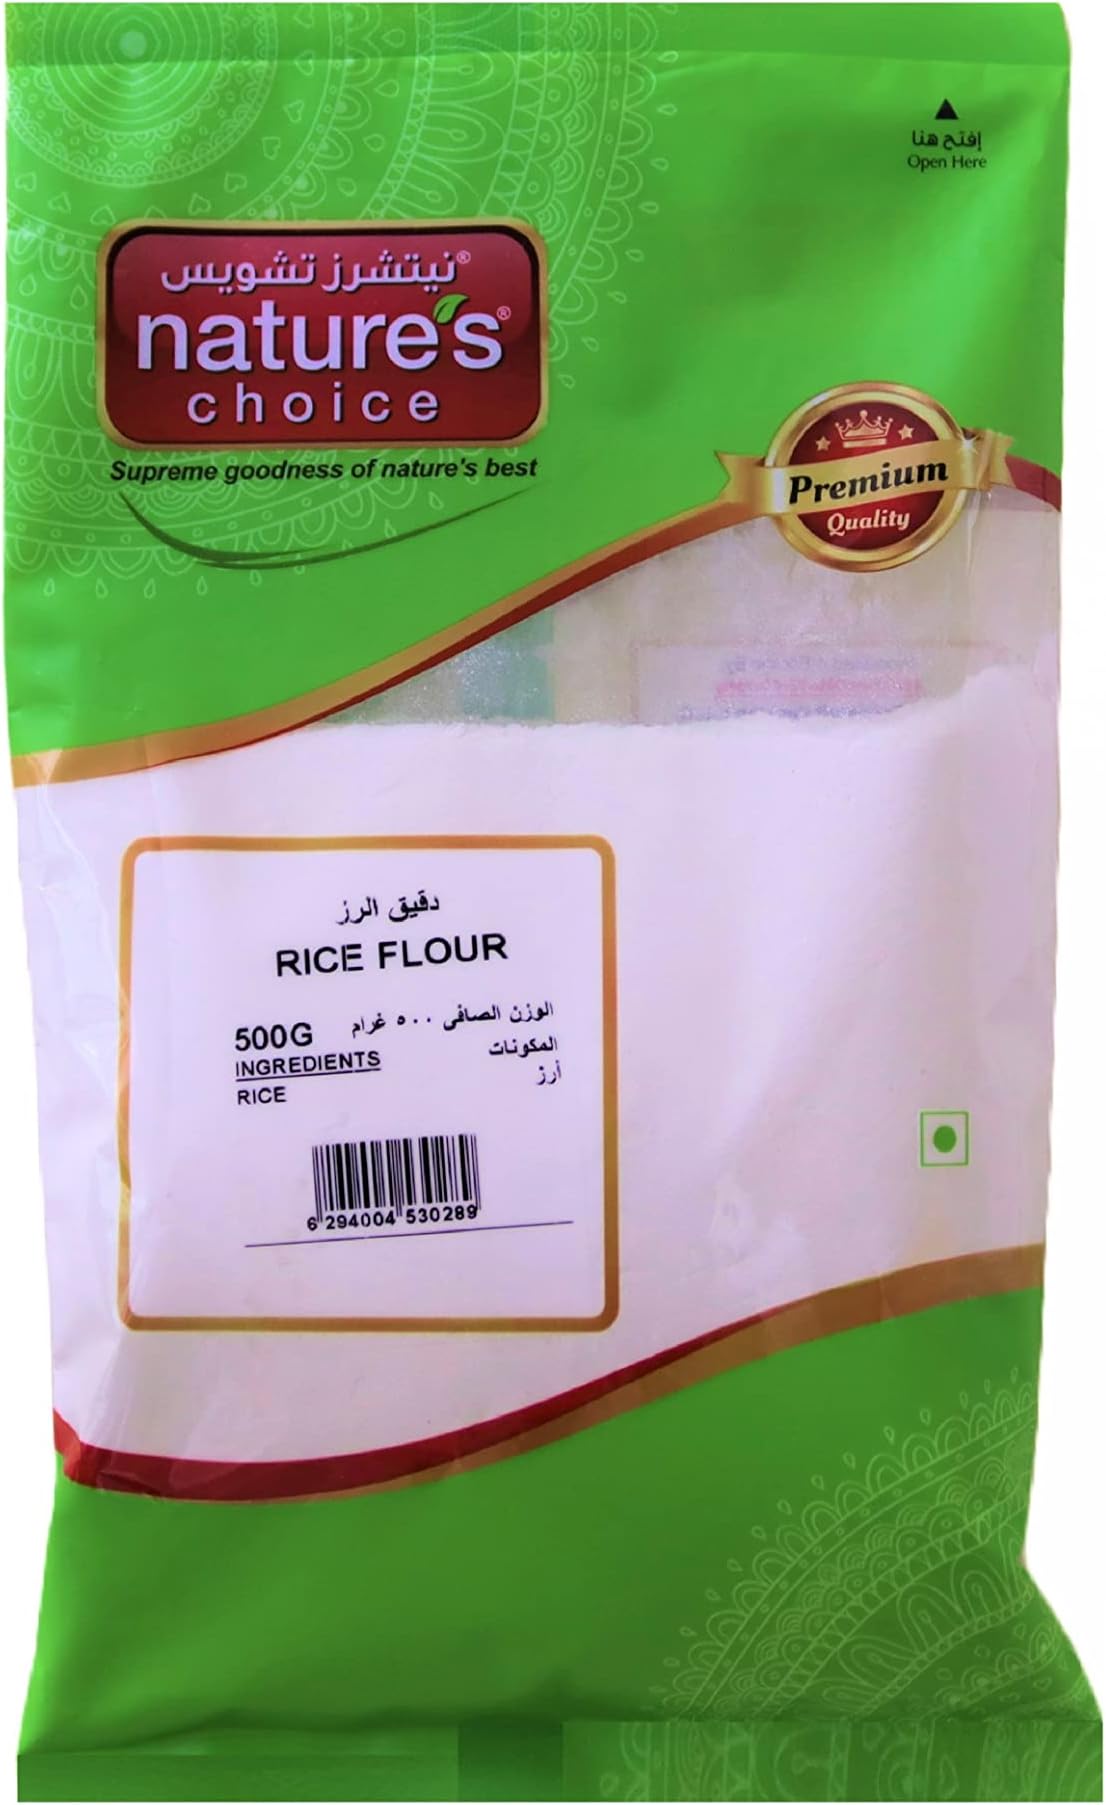 إفتح هنا
Open Here
نيتشرز تشويس®
nature's®
choice
Supreme goodness of nature's best
Premium
Quality
دقيق الرز
RICE FLOUR
الوزن الصافى ٥٠٠ غرام
500G
المكونات
INGREDIENTS
أرز
RICE
6 294004 530289